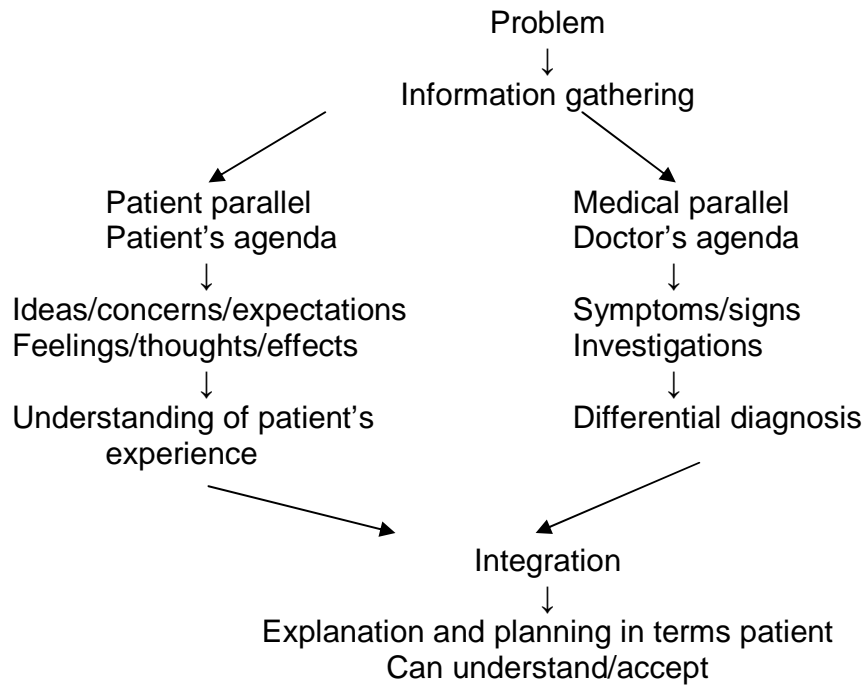 Problem
↓
Information gathering
Patient parallel
Patient's agenda
↓
Ideas/concerns/expectations
Feelings/thoughts/effects
↓
Understanding of patient's
experience
Medical parallel
Doctor's agenda
↓
Symptoms/signs
Investigations
↓
Differential diagnosis
Integration
↓
Explanation and planning in terms patient
Can understand/accept